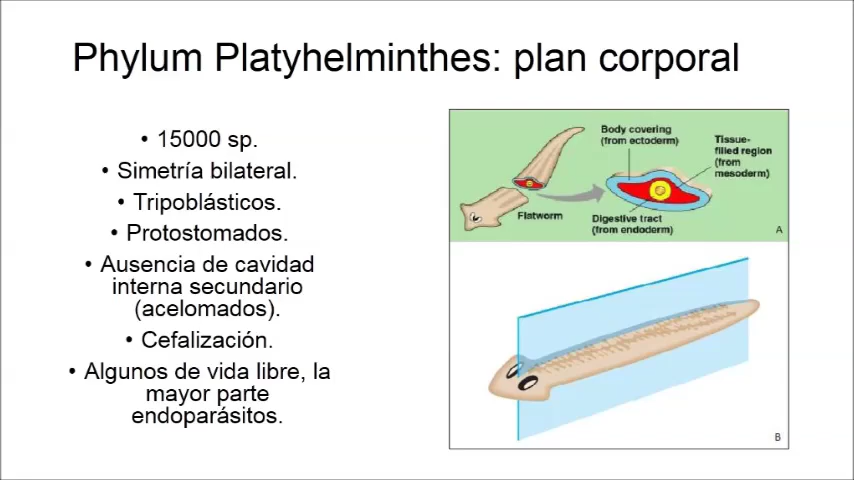 Phylum Platyhelminthes: plan corporal
• 15000 sp.
• Simetría bilateral.
• Tripoblásticos.
• Protostomados.
• Ausencia de cavidad
interna secundario
(acelomados).
• Cefalización.
• Algunos de vida libre, la
mayor parte
endoparásitos.
Body covering
(from ectoderm)
Tissue-
filled region
(from
mesoderm)
Flatworm
Digestive tract
(from endoderm)
A
B